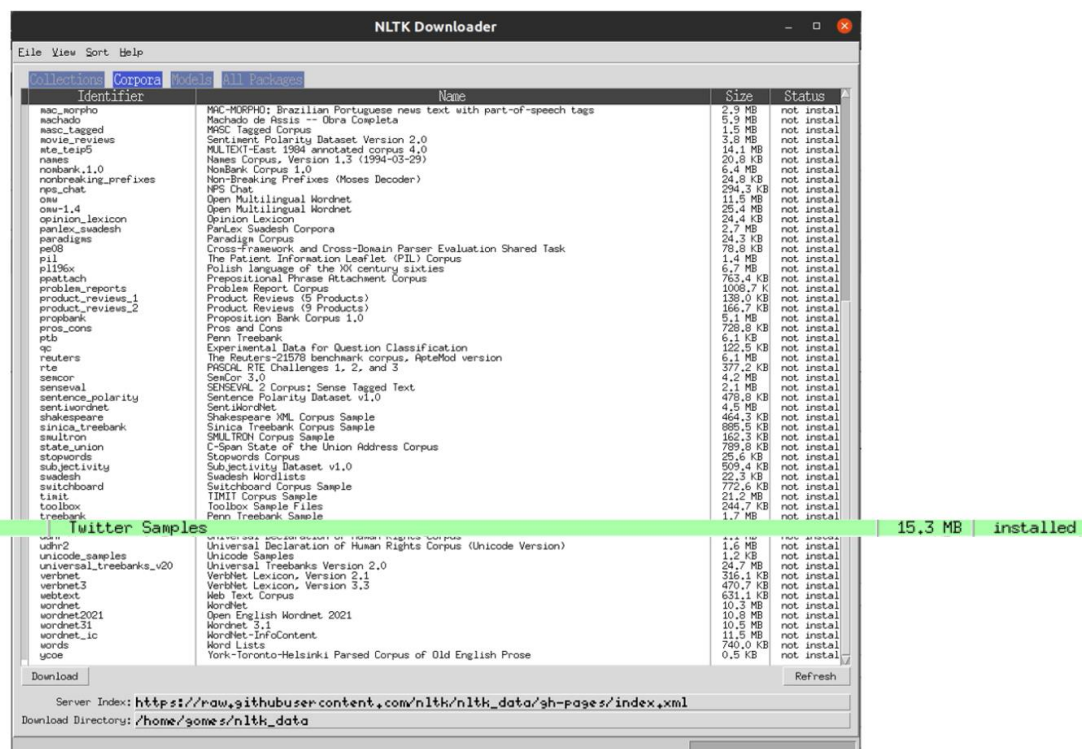 NLTK Downloader
File View Sort Help
Collections Corpora Models All Packages
Identifier Name Size Status
mac_morpho MAC-MORPHO: Brazilian Portuguese news text with part-of-speech tags 2.9 MB not instal
machado Machado de Assis -- Obra Completa 5.9 MB not instal
masc_tagged MASC Tagged Corpus 1.5 MB not instal
movie_reviews Sentiment Polarity Dataset Version 2.0 3.8 MB not instal
mte_teip5 MULTEXT-East 1984 annotated corpus 4.0 14.1 MB not instal
names Names Corpus, Version 1.3 (1994-03-29) 20.8 KB not instal
nombank.1.0 NomBank Corpus 1.0 6.4 MB not instal
nonbreaking_prefixes Non-Breaking Prefixes (Moses Decoder) 24.8 KB not instal
nps_chat NPS Chat 294.3 KB not instal
omw Open Multilingual Wordnet 11.5 MB not instal
omw-1.4 Open Multilingual Wordnet 25.4 MB not instal
opinion_lexicon Opinion Lexicon 24.4 KB not instal
panlex_swadesh PanLex Swadesh Corpora 2.7 MB not instal
paradigms Paradigm Corpus 24.3 KB not instal
pe08 Cross-Framework and Cross-Domain Parser Evaluation Shared Task 78.8 KB not instal
pil The Patient Information Leaflet (PIL) Corpus 1.4 MB not instal
pl196x Polish language of the XX century sixties 6.7 MB not instal
ppattach Prepositional Phrase Attachment Corpus 763.4 KB not instal
problem_reports Problem Report Corpus 1008.7 K not instal
product_reviews_1 Product Reviews (5 Products) 138.0 KB not instal
product_reviews_2 Product Reviews (9 Products) 166.7 KB not instal
propbank Proposition Bank Corpus 1.0 5.1 MB not instal
pros_cons Pros and Cons 728.8 KB not instal
ptb Penn Treebank 6.1 KB not instal
qc Experimental Data for Question Classification 122.5 KB not instal
reuters The Reuters-21578 benchmark corpus, ApteMod version 6.1 MB not instal
rte PASCAL RTE Challenges 1, 2, and 3 377.2 KB not instal
semcor SemCor 3.0 4.2 MB not instal
senseval SENSEVAL 2 Corpus: Sense Tagged Text 2.1 MB not instal
sentence_polarity Sentence Polarity Dataset v1.0 478.8 KB not instal
sentiwordnet SentiWordNet 4.5 MB not instal
shakespeare Shakespeare XML Corpus Sample 464.3 KB not instal
sinica_treebank Sinica Treebank Corpus Sample 885.5 KB not instal
smultron SMULTRON Corpus Sample 162.3 KB not instal
state_union C-Span State of the Union Address Corpus 789.8 KB not instal
stopwords Stopwords Corpus 25.6 KB not instal
subjectivity Subjectivity Dataset v1.0 509.4 KB not instal
swadesh Swadesh Wordlists 22.3 KB not instal
switchboard Switchboard Corpus Sample 772.6 KB not instal
timit TIMIT Corpus Sample 21.2 MB not instal
toolbox Toolbox Sample Files 244.7 KB not instal
treebank Penn Treebank Sample 1.7 MB not instal
Twitter Samples 15.3 MB installed
udhr Universal Declaration of Human Rights Corpus 1.1 MB not instal
udhr2 Universal Declaration of Human Rights Corpus (Unicode Version) 1.6 MB not instal
unicode_samples Unicode Samples 1.2 KB not instal
universal_treebanks_v20 Universal Treebanks Version 2.0 24.7 MB not instal
verbnet VerbNet Lexicon, Version 2.1 316.1 KB not instal
verbnet3 VerbNet Lexicon, Version 3.3 470.7 KB not instal
webtext Web Text Corpus 631.1 KB not instal
wordnet WordNet 10.3 MB not instal
wordnet2021 Open English Wordnet 2021 10.8 MB not instal
wordnet31 Wordnet 3.1 10.5 MB not instal
wordnet_ic WordNet-InfoContent 11.5 MB not instal
words Word Lists 740.0 KB not instal
ycoe York-Toronto-Helsinki Parsed Corpus of Old English Prose 0.5 KB not instal
Download Refresh
Server Index: https://raw.githubusercontent.com/nltk/nltk_data/gh-pages/index.xml
Download Directory: /home/gomes/nltk_data